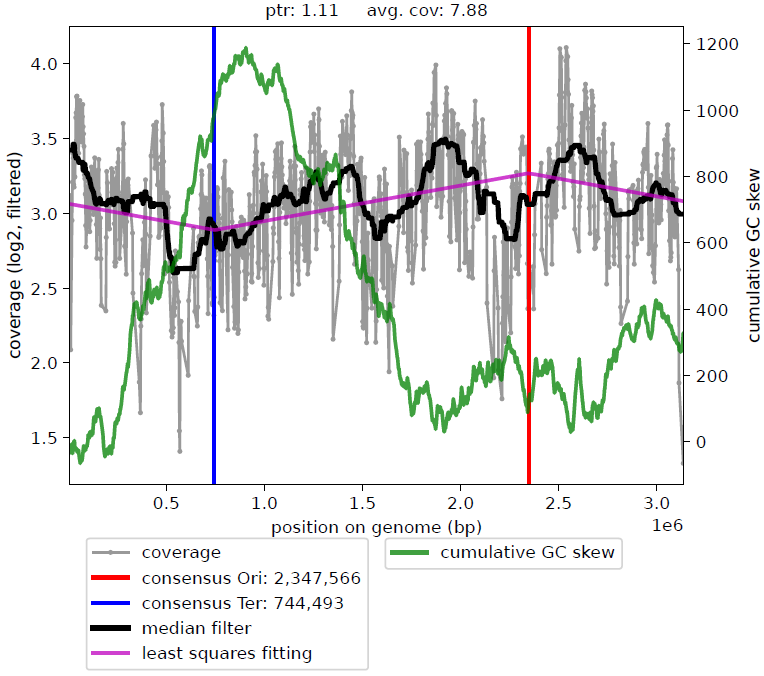 ptr: 1.11 avg. cov: 7.88
4.0
3.5
3.0
2.5
2.0
1.5
coverage (log2, filtered)
1200
1000
800
600
400
200
0
cumulative GC skew
0.5 1.0 1.5 2.0 2.5 3.0
1e6
position on genome (bp)
coverage
consensus Ori: 2,347,566
consensus Ter: 744,493
median filter
least squares fitting
cumulative GC skew